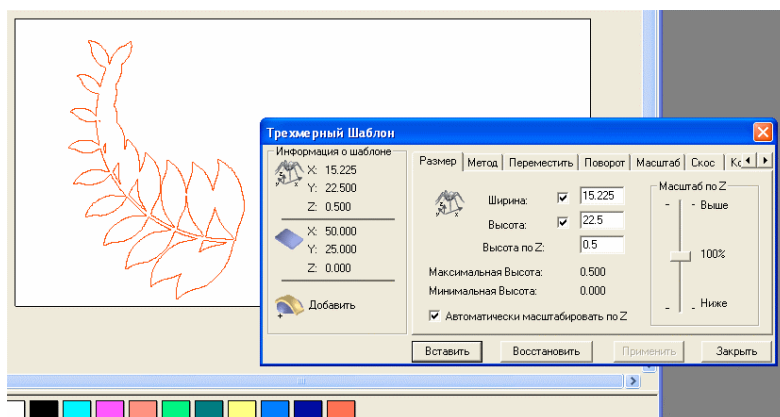 Трехмерный Шаблон
Информация о шаблоне
X: 15.225
Y: 22.500
Z: 0.500
X: 50.000
Y: 25.000
Z: 0.000
Добавить
Размер Метод Переместить Поворот Масштаб Скос
Ширина: 15.225
Высота: 22.5
Высота по Z: 0.5
Максимальная Высота: 0.500
Минимальная Высота: 0.000
Автоматически масштабировать по Z
Масштаб по Z
- Выше
100%
- Ниже
Вставить Восстановить Применить Закрыть